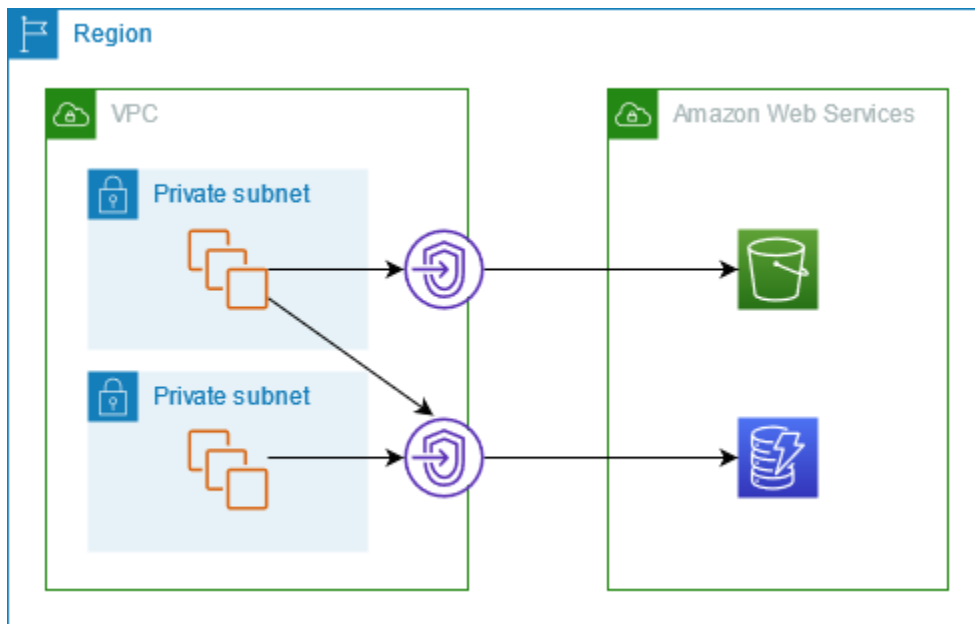 Region
VPC
Amazon Web Services
Private subnet
Private subnet